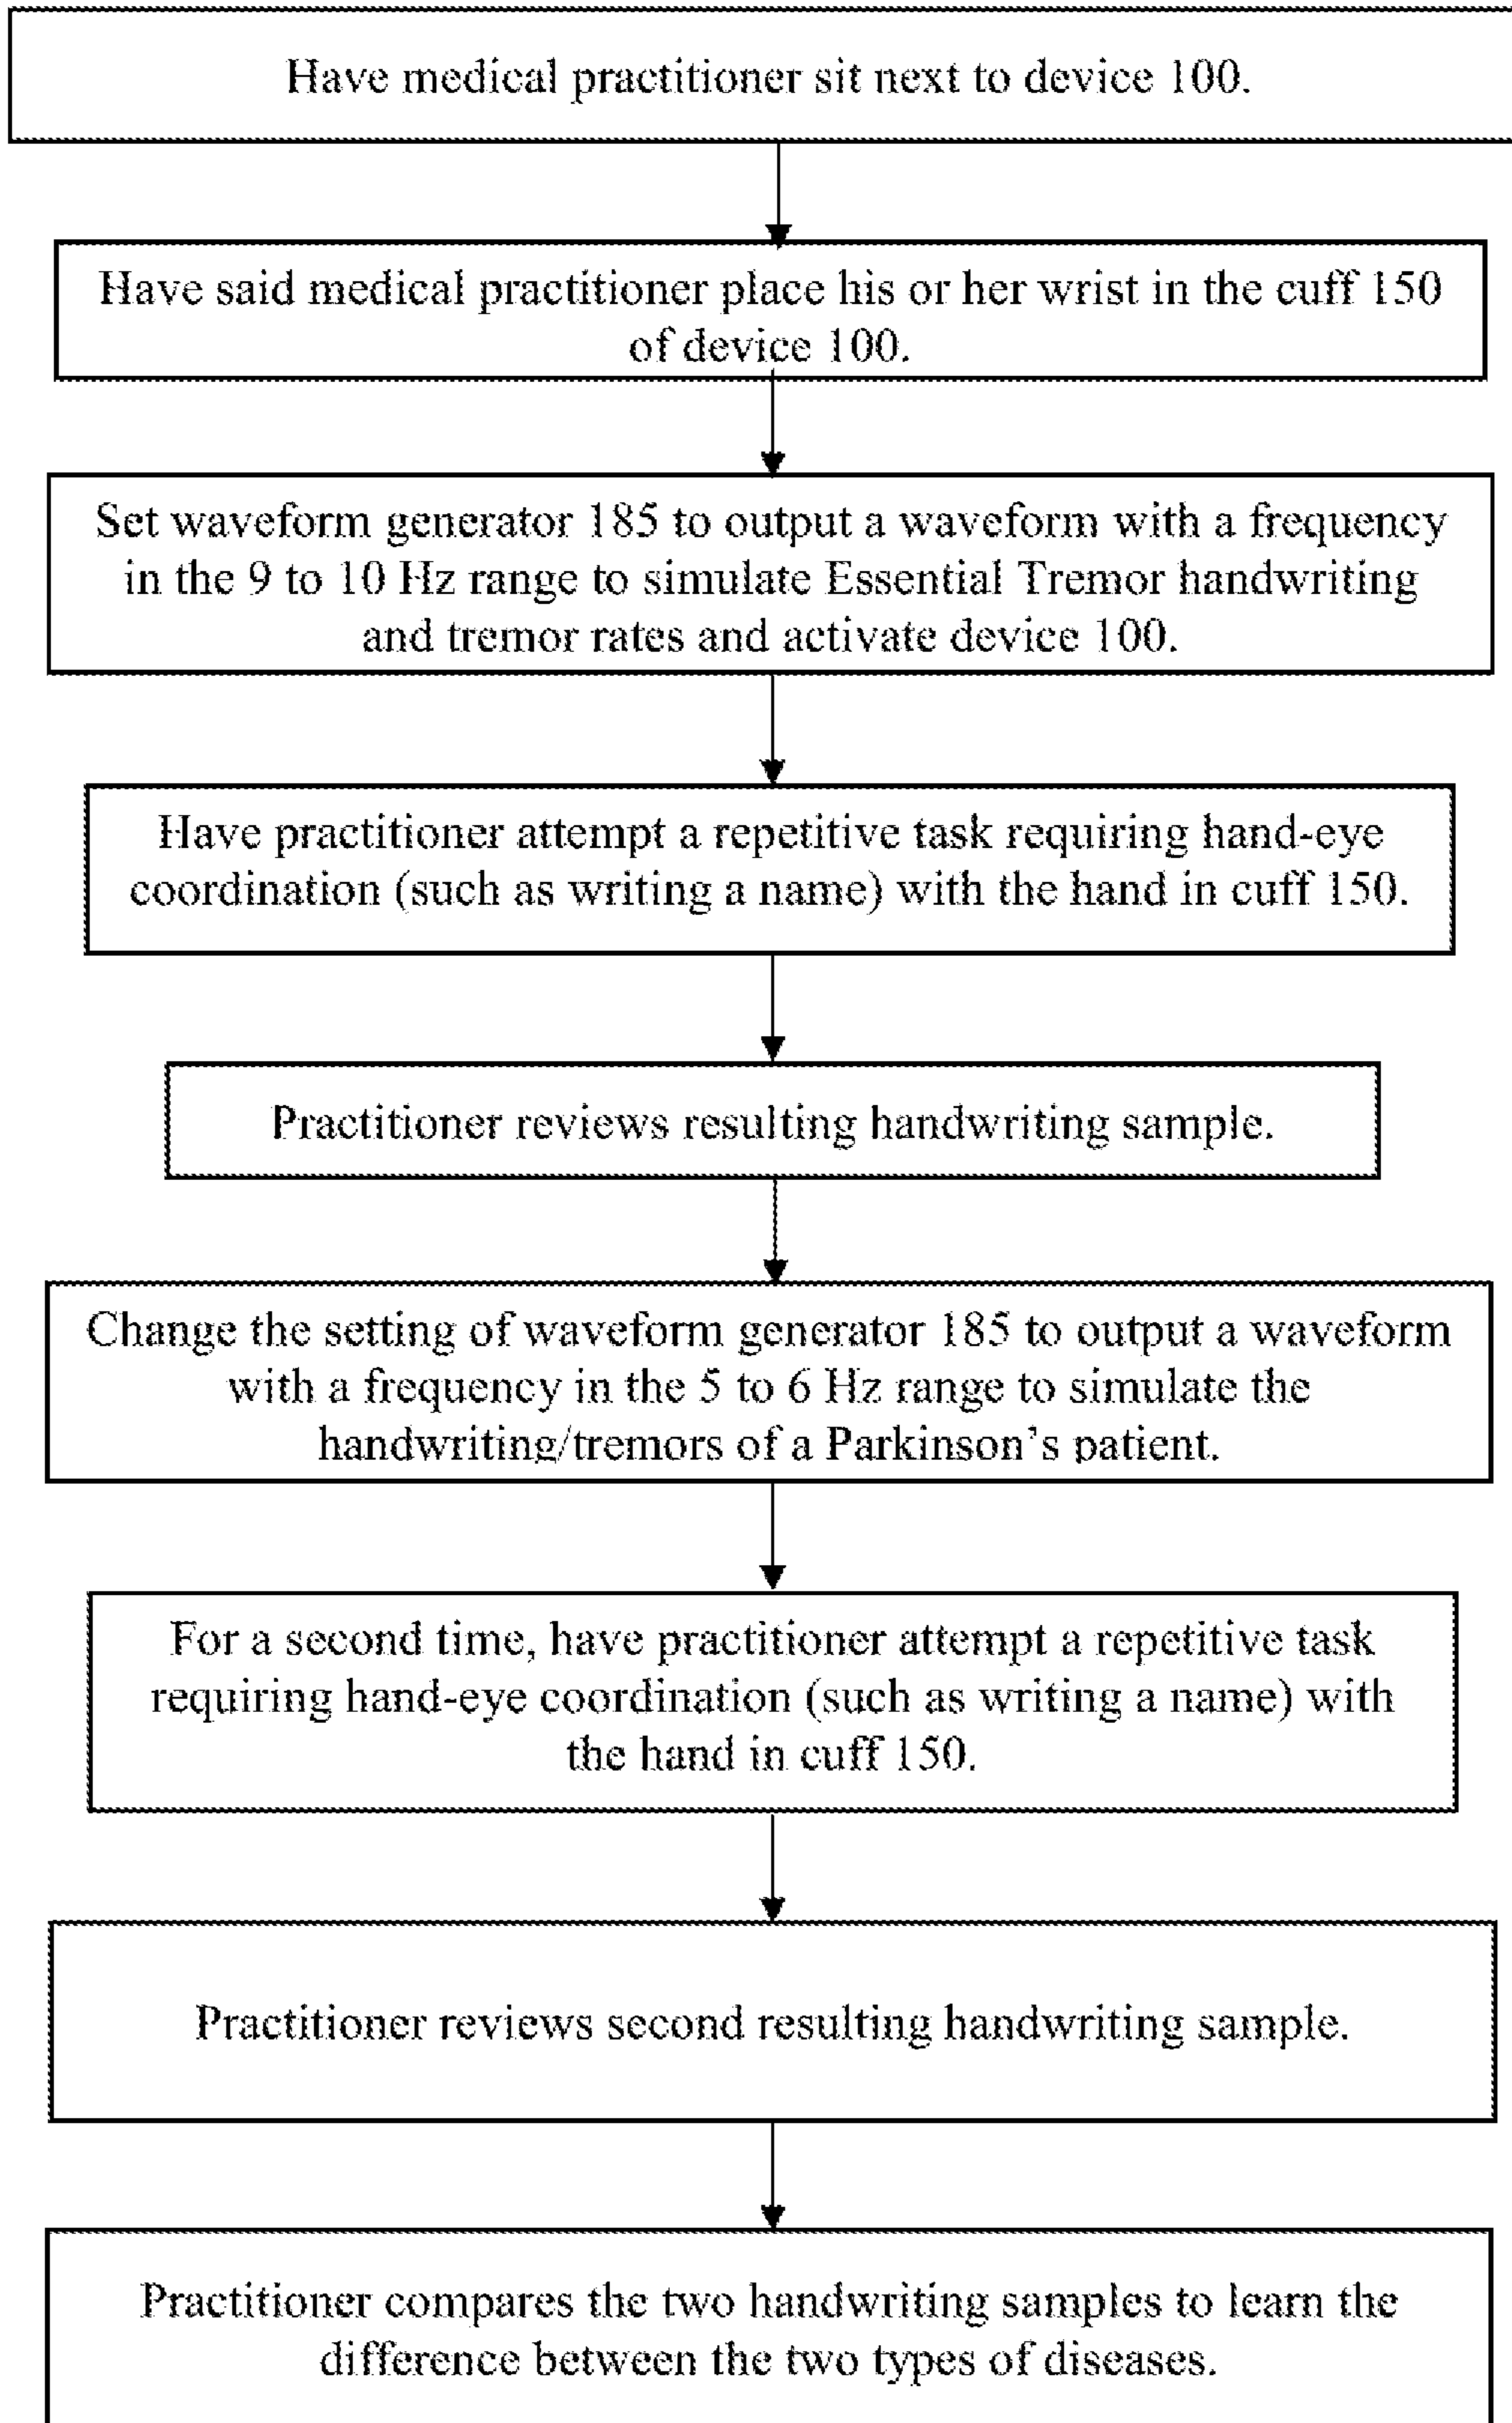 Have medical practitioner sit next to device 100.
Have said medical practitioner place his or her wrist in the cuff 150
of device 100.
Set waveform generator 185 to output a waveform with a frequency
in the 9 to 10 Hz range to simulate Essential Tremor handwriting
and tremor rates and activate device 100.
Have practitioner attempt a repetitive task requiring hand-eye
coordination (such as writing a name) with the hand in cuff 150.
Practitioner reviews resulting handwriting sample.
Change the setting of waveform generator 185 to output a waveform
with a frequency in the 5 to 6 Hz range to simulate the
handwriting/tremors of a Parkinson's patient.
For a second time, have practitioner attempt a repetitive task
requiring hand-eye coordination (such as writing a name) with
the hand in cuff 150.
Practitioner reviews second resulting handwriting sample.
Practitioner compares the two handwriting samples to learn the
difference between the two types of diseases.